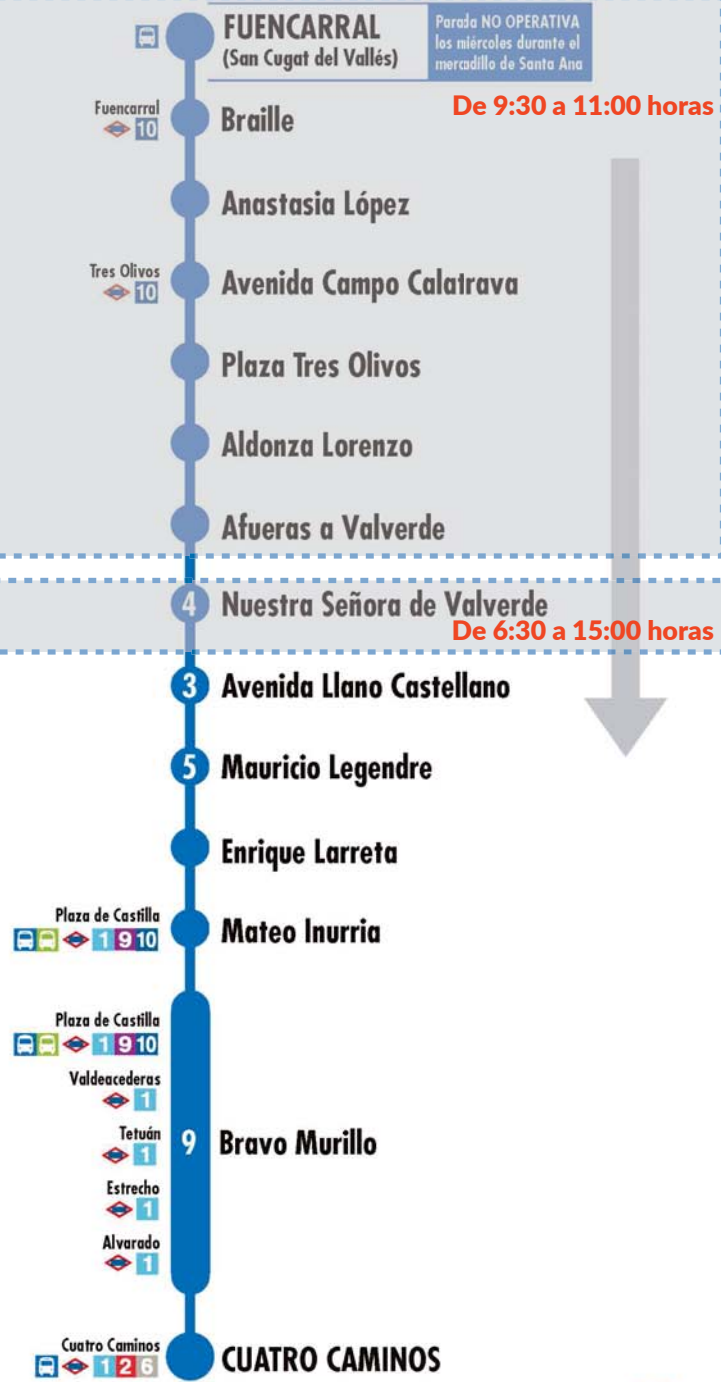 FUENCARRAL
(San Cugat del Vallés)
Parada NO OPERATIVA
los miércoles durante el
mercadillo de Santa Ana
De 9:30 a 11:00 horas
Fuencarral
10
Braille
Anastasia López
Tres Olivos
10
Avenida Campo Calatrava
Plaza Tres Olivos
Aldonza Lorenzo
Afueras a Valverde
4 Nuestra Señora de Valverde
De 6:30 a 15:00 horas
3 Avenida Llano Castellano
5 Mauricio Legendre
Enrique Larreta
Plaza de Castilla
1 9 10
Mateo Inurria
Plaza de Castilla
1 9 10
Valdeacederas
1
Tetuán
1
9 Bravo Murillo
Estrecho
1
Alvarado
1
Cuatro Caminos
1 2 6
CUATRO CAMINOS